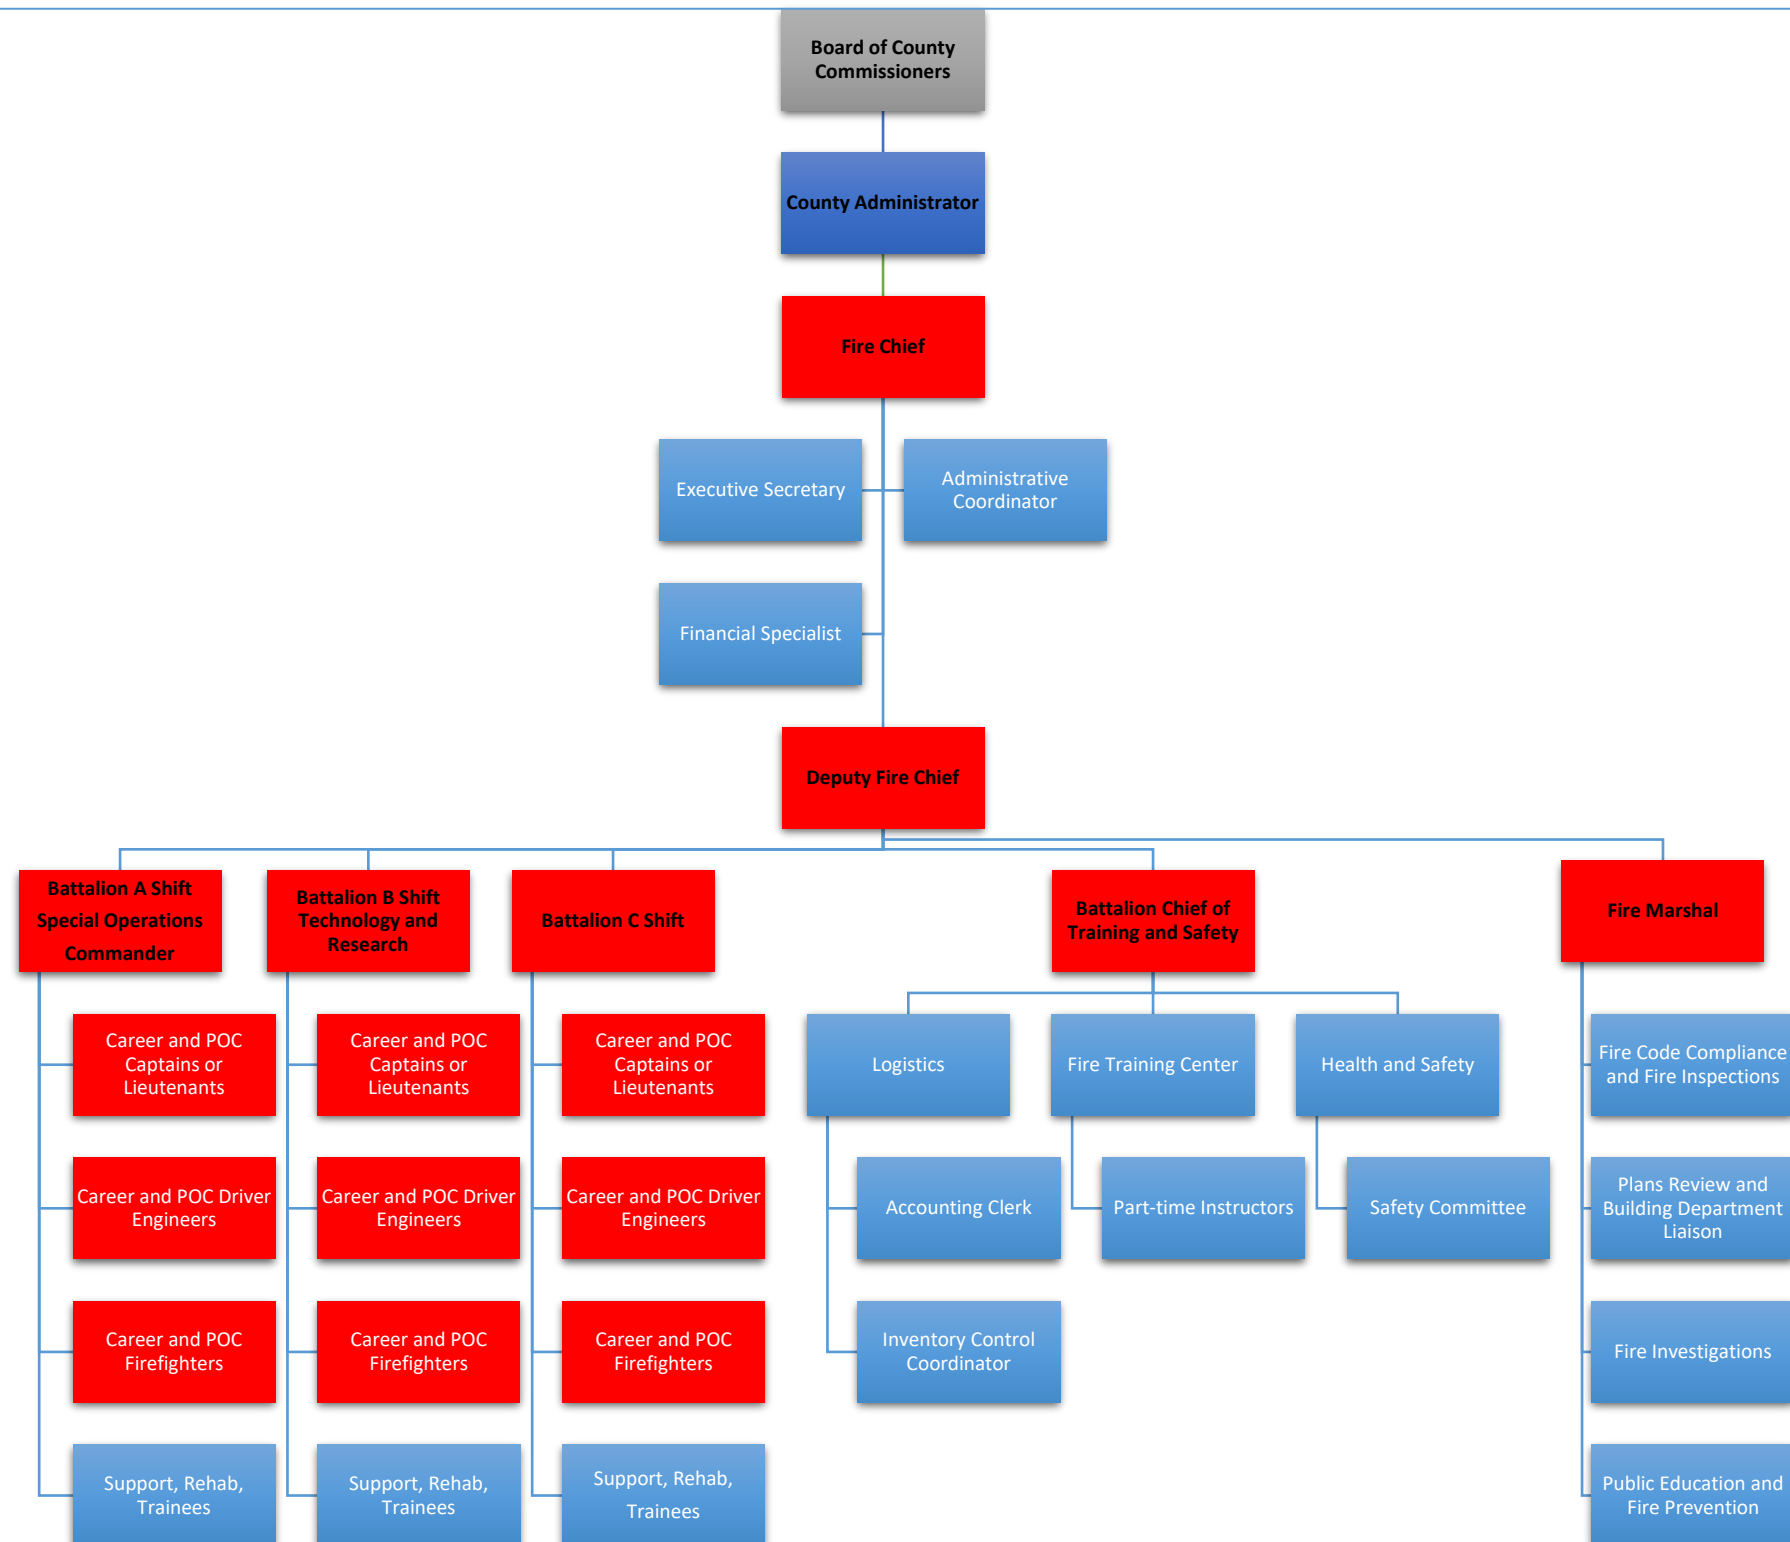 Board of County
Commissioners
County Administrator
Fire Chief
Executive Secretary
Administrative
Coordinator
Financial Specialist
Deputy Fire Chief
Battalion A Shift
Special Operations
Commander
Battalion B Shift
Technology and
Research
Battalion C Shift
Battalion Chief of
Training and Safety
Fire Marshal
Career and POC
Captains or
Lieutenants
Career and POC
Captains or
Lieutenants
Career and POC
Captains or
Lieutenants
Logistics
Fire Training Center
Health and Safety
Fire Code Compliance
and Fire Inspections
Career and POC Driver
Engineers
Career and POC Driver
Engineers
Career and POC Driver
Engineers
Accounting Clerk
Part-time Instructors
Safety Committee
Plans Review and
Building Department
Liaison
Career and POC
Firefighters
Career and POC
Firefighters
Career and POC
Firefighters
Inventory Control
Coordinator
Fire Investigations
Support, Rehab,
Trainees
Support, Rehab,
Trainees
Support, Rehab,
Trainees
Public Education and
Fire Prevention